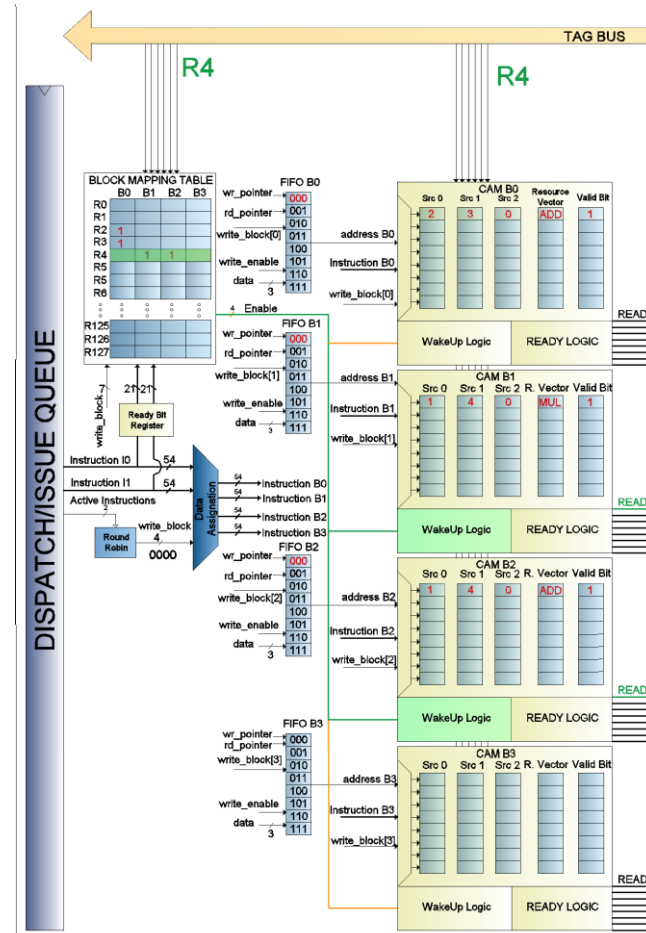 TAG BUS
R4
R4
DISPATCH/ISSUE QUEUE
BLOCK MAPPING TABLE
B0 B1 B2 B3
R0
R1
R2 1
R3 1
R4 1 1
R5
R5
R6
R125
R126
R127
4 Enable
write_block 7
21 21
Ready Bit
Register
Instruction I0 54
Instruction I1 54
Active Instructions
2
Round
Robin
write_block
4
0000
Data
Assignation
54 Instruction B0
54 Instruction B1
54 Instruction B2
54 Instruction B3
FIFO B0
wr_pointer
rd_pointer
write_block[0]
write_enable
data
3
000
001
010
011
100
101
110
111
address B0
Instruction B0
write_block[0]
CAM B0
Src 0 Src 1 Src 2 Resource Vector Valid Bit
2 3 0 ADD 1
WakeUp Logic READY LOGIC
READ
FIFO B1
wr_pointer
rd_pointer
write_block[1]
write_enable
data
3
000
001
010
011
100
101
110
111
address B1
Instruction B1
write_block[1]
CAM B1
Src 0 Src 1 Src 2 R. Vector Valid Bit
1 4 0 MUL 1
WakeUp Logic READY LOGIC
READ
FIFO B2
wr_pointer
rd_pointer
write_block[2]
write_enable
data
3
000
001
010
011
100
101
110
111
address B2
Instruction B2
write_block[2]
CAM B2
Src 0 Src 1 Src 2 R. Vector Valid Bit
1 4 0 ADD 1
WakeUp Logic READY LOGIC
READ
FIFO B3
wr_pointer
rd_pointer
write_block[3]
write_enable
data
3
000
001
010
011
100
101
110
111
address B3
Instruction B3
write_block[3]
CAM B3
Src 0 Src 1 Src 2 R. Vector Valid Bit
WakeUp Logic READY LOGIC
READ